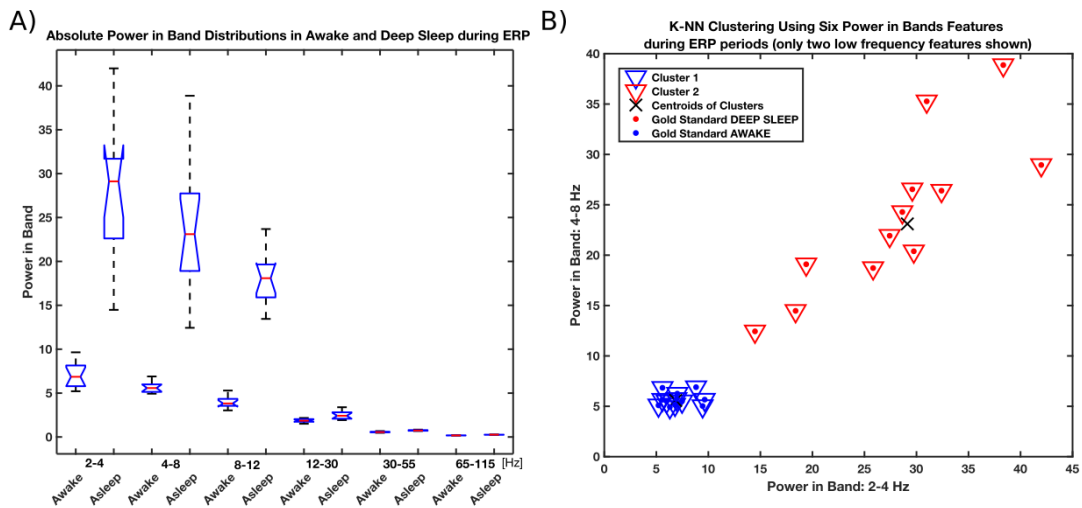 A)
Absolute Power in Band Distributions in Awake and Deep Sleep during ERP
Power in Band
40
35
30
25
20
15
10
5
0
2-4 4-8 8-12 12-30 30-55 65-115 [Hz]
Awake Asleep Awake Asleep Awake Asleep Awake Asleep Awake Asleep Awake Asleep
B)
K-NN Clustering Using Six Power in Bands Features
during ERP periods (only two low frequency features shown)
Cluster 1
Cluster 2
Centroids of Clusters
Gold Standard DEEP SLEEP
Gold Standard AWAKE
Power in Band: 4-8 Hz
40
35
30
25
20
15
10
5
0
0 5 10 15 20 25 30 35 40 45
Power in Band: 2-4 Hz